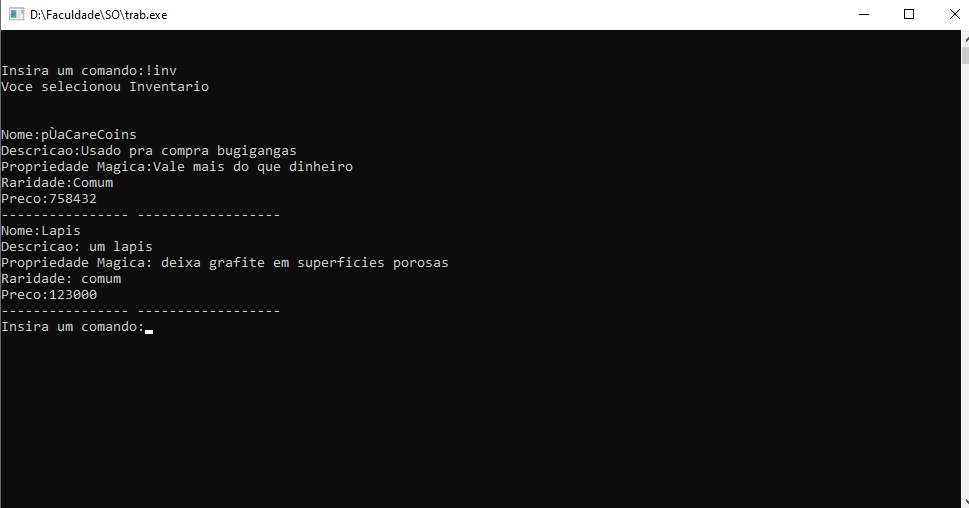 D:\Faculdade\SO\trab.exe
Insira um comando:!inv
Voce selecionou Inventario
Nome:pÙaCareCoins
Descricao:Usado pra compra bugigangas
Propriedade Magica:Vale mais do que dinheiro
Raridade:Comum
Preco:758432
---------------- ------------------
Nome:Lapis
Descricao: um lapis
Propriedade Magica: deixa grafite em superficies porosas
Raridade: comum
Preco:123000
---------------- ------------------
Insira um comando: